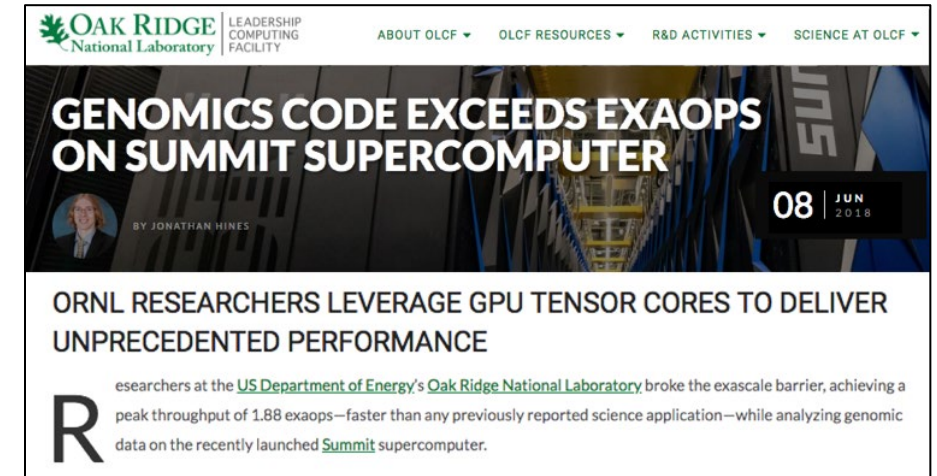 OAK RIDGE
National Laboratory
LEADERSHIP
COMPUTING
FACILITY
ABOUT OLCF
OLCF RESOURCES
R&D ACTIVITIES
SCIENCE AT OLCF
GENOMICS CODE EXCEEDS EXAOPS
ON SUMMIT SUPERCOMPUTER
SUM
BY JONATHAN HINES
08 JUN
2018
ORNL RESEARCHERS LEVERAGE GPU TENSOR CORES TO DELIVER
UNPRECEDENTED PERFORMANCE
Researchers at the US Department of Energy's Oak Ridge National Laboratory broke the exascale barrier, achieving a
peak throughput of 1.88 exaops—faster than any previously reported science application—while analyzing genomic
data on the recently launched Summit supercomputer.